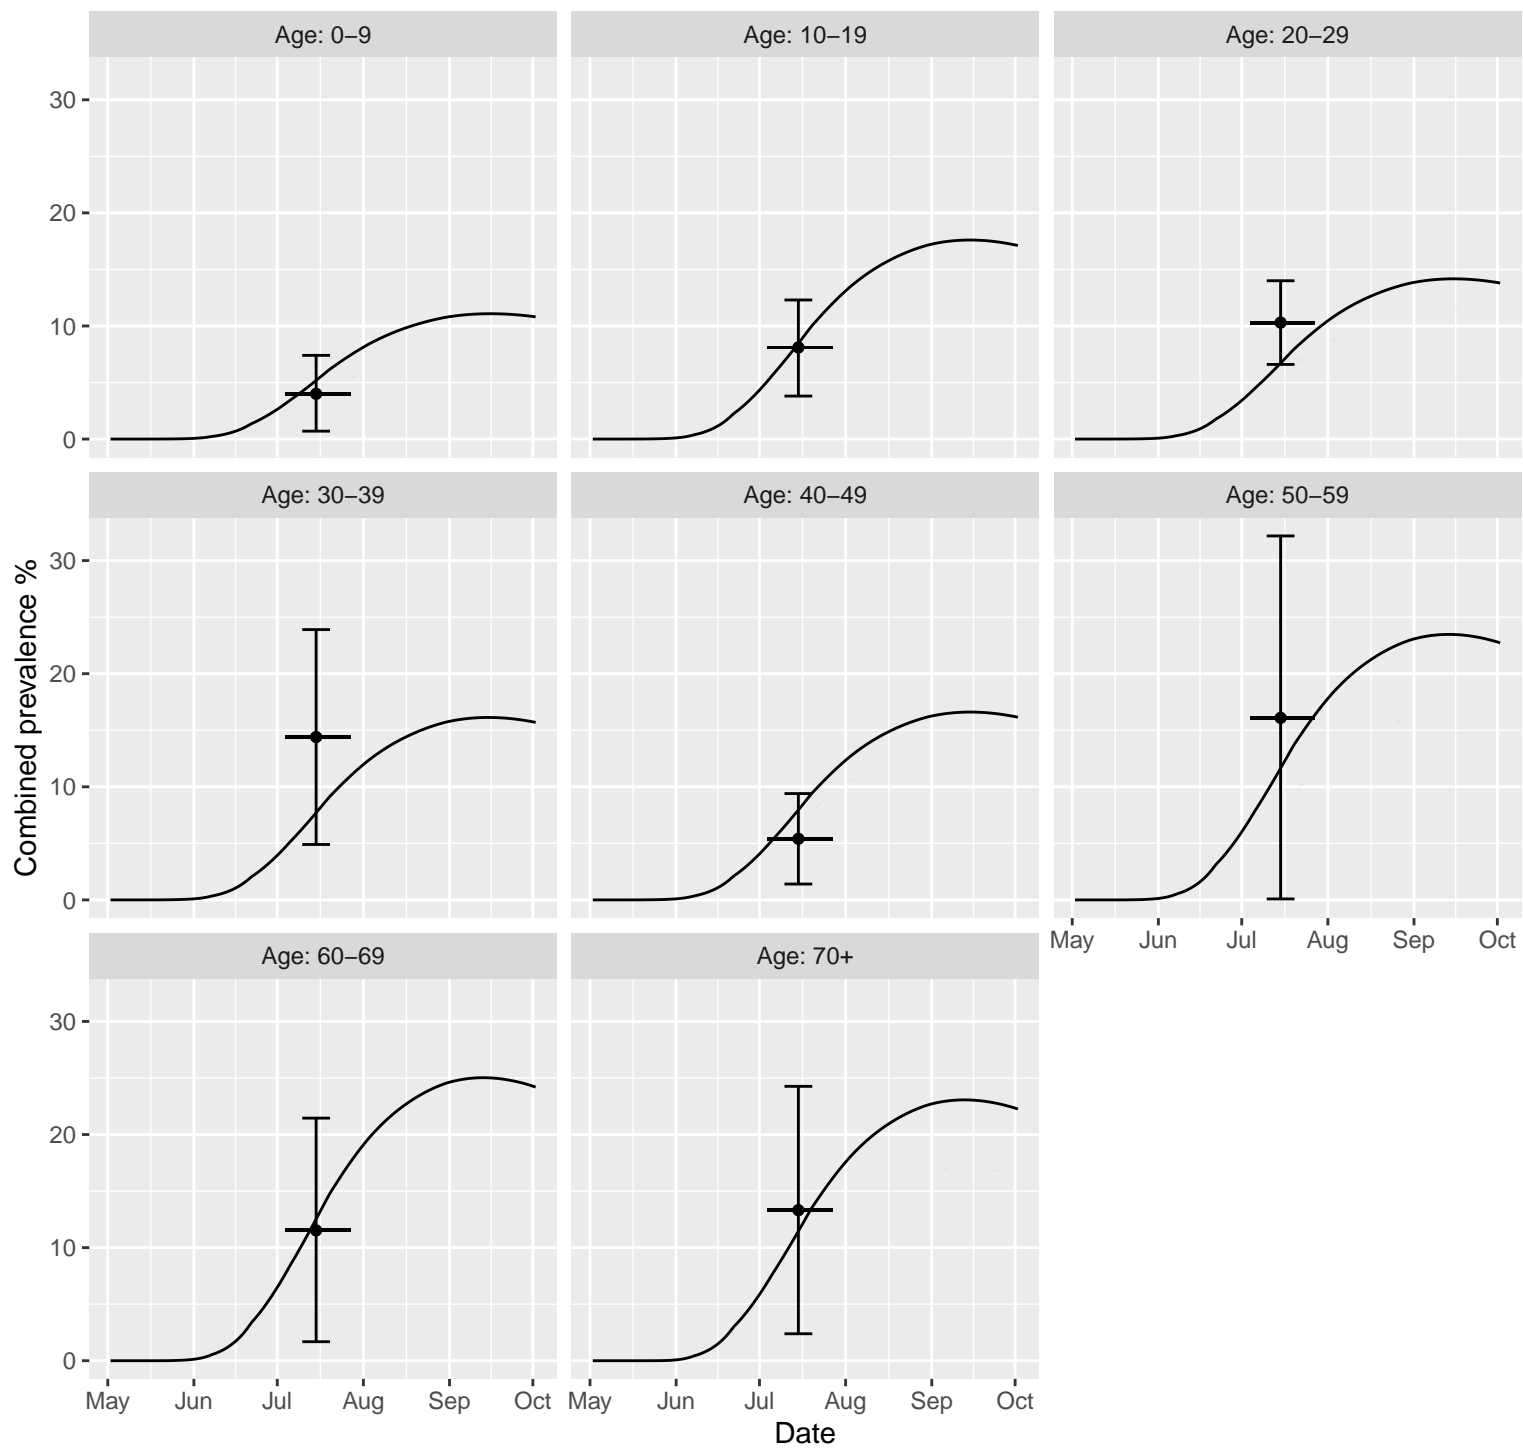 Age: 0–9
Age: 10–19
Age: 20–29
30
20
10
0
Age: 30–39
Age: 40–49
Age: 50–59
Combined prevalence %
30
20
10
0
May Jun Jul Aug Sep Oct
Age: 60–69
Age: 70+
30
20
10
0
May Jun Jul Aug Sep Oct
May Jun Jul Aug Sep Oct
Date